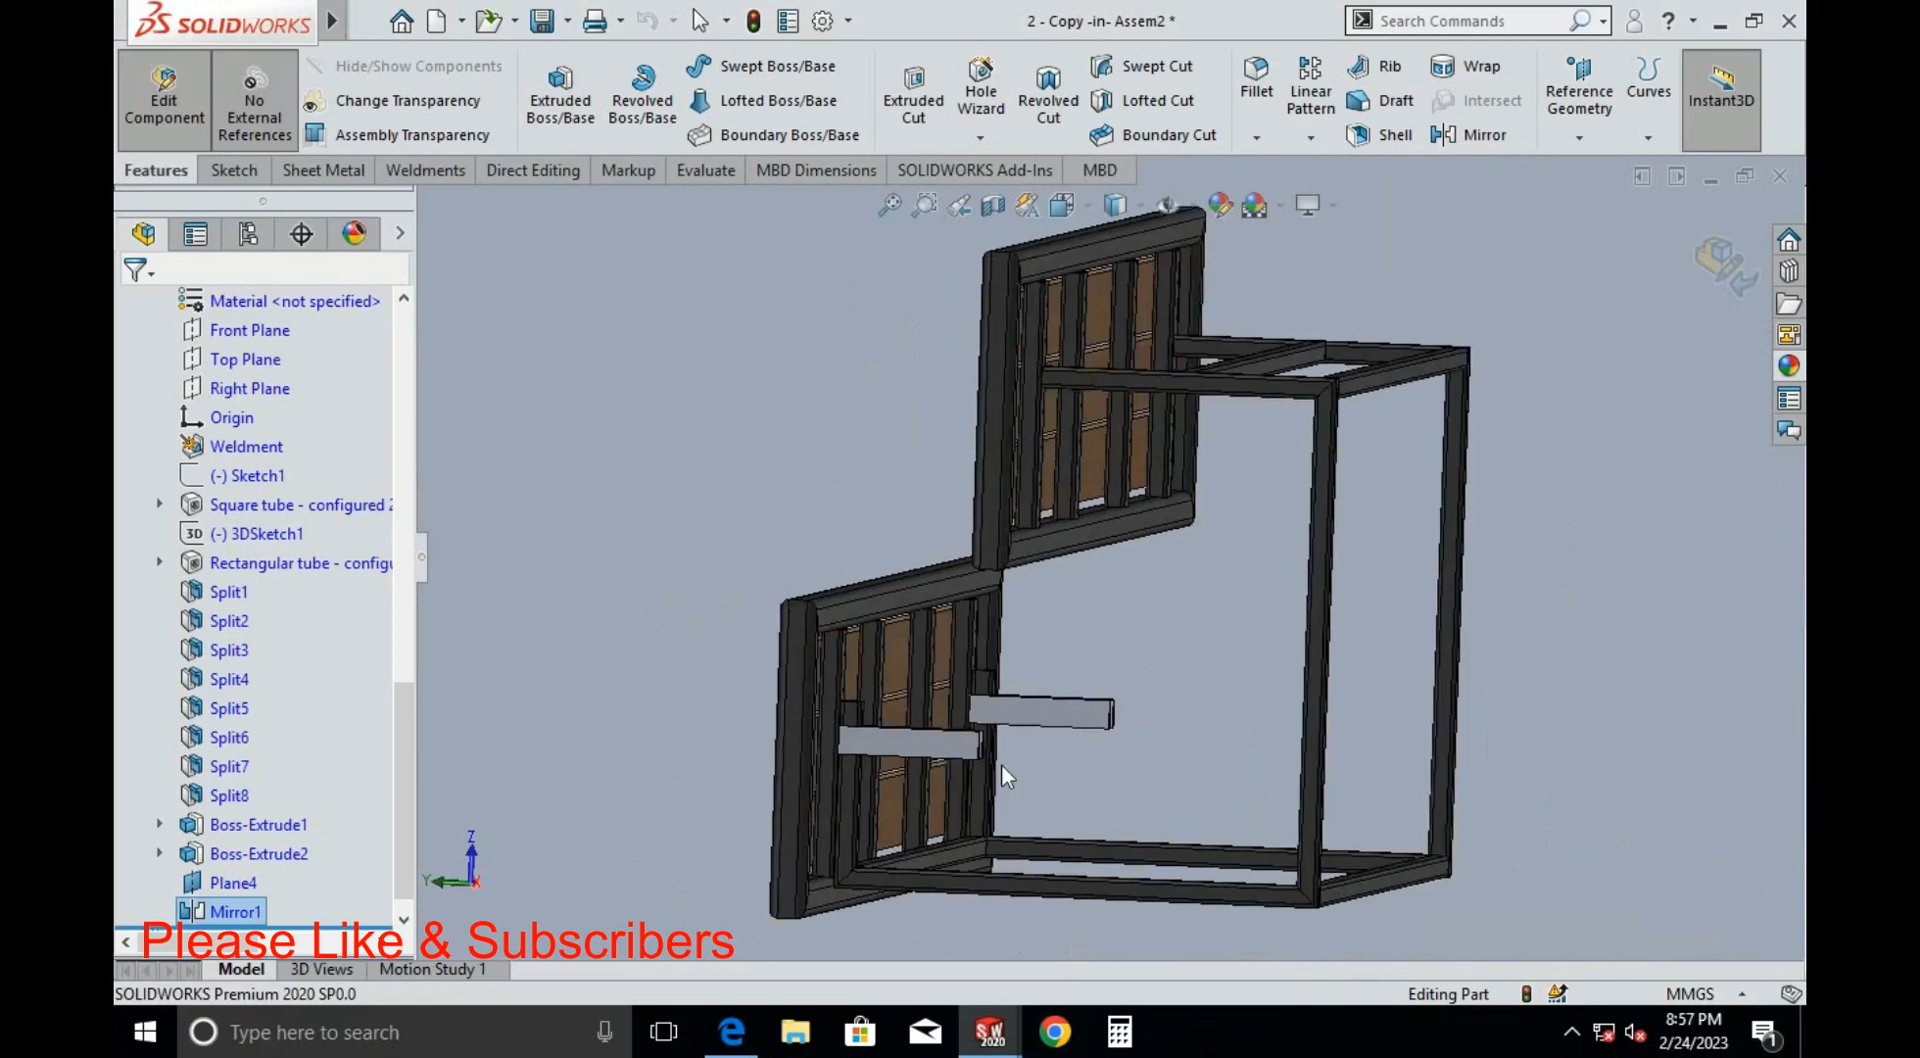 SOLIDWORKS
2 - Copy -in- Assem2 *
Search Commands
Edit Component
No External References
Hide/Show Components
Change Transparency
Assembly Transparency
Extruded Boss/Base
Revolved Boss/Base
Swept Boss/Base
Lofted Boss/Base
Boundary Boss/Base
Extruded Cut
Hole Wizard
Revolved Cut
Swept Cut
Lofted Cut
Boundary Cut
Fillet
Linear Pattern
Rib
Draft
Shell
Wrap
Intersect
Mirror
Reference Geometry
Curves
Instant3D
Features
Sketch
Sheet Metal
Weldments
Direct Editing
Markup
Evaluate
MBD Dimensions
SOLIDWORKS Add-Ins
MBD
Material <not specified>
Front Plane
Top Plane
Right Plane
Origin
Weldment
(-) Sketch1
Square tube - configured 2
3D (-) 3DSketch1
Rectangular tube - configu
Split1
Split2
Split3
Split4
Split5
Split6
Split7
Split8
Boss-Extrude1
Boss-Extrude2
Plane4
Mirror1
Z
Y
X
Please Like & Subscribers
Model
3D Views
Motion Study 1
SOLIDWORKS Premium 2020 SP0.0
Editing Part
MMGS
Type here to search
SW
2020
8:57 PM
2/24/2023
1